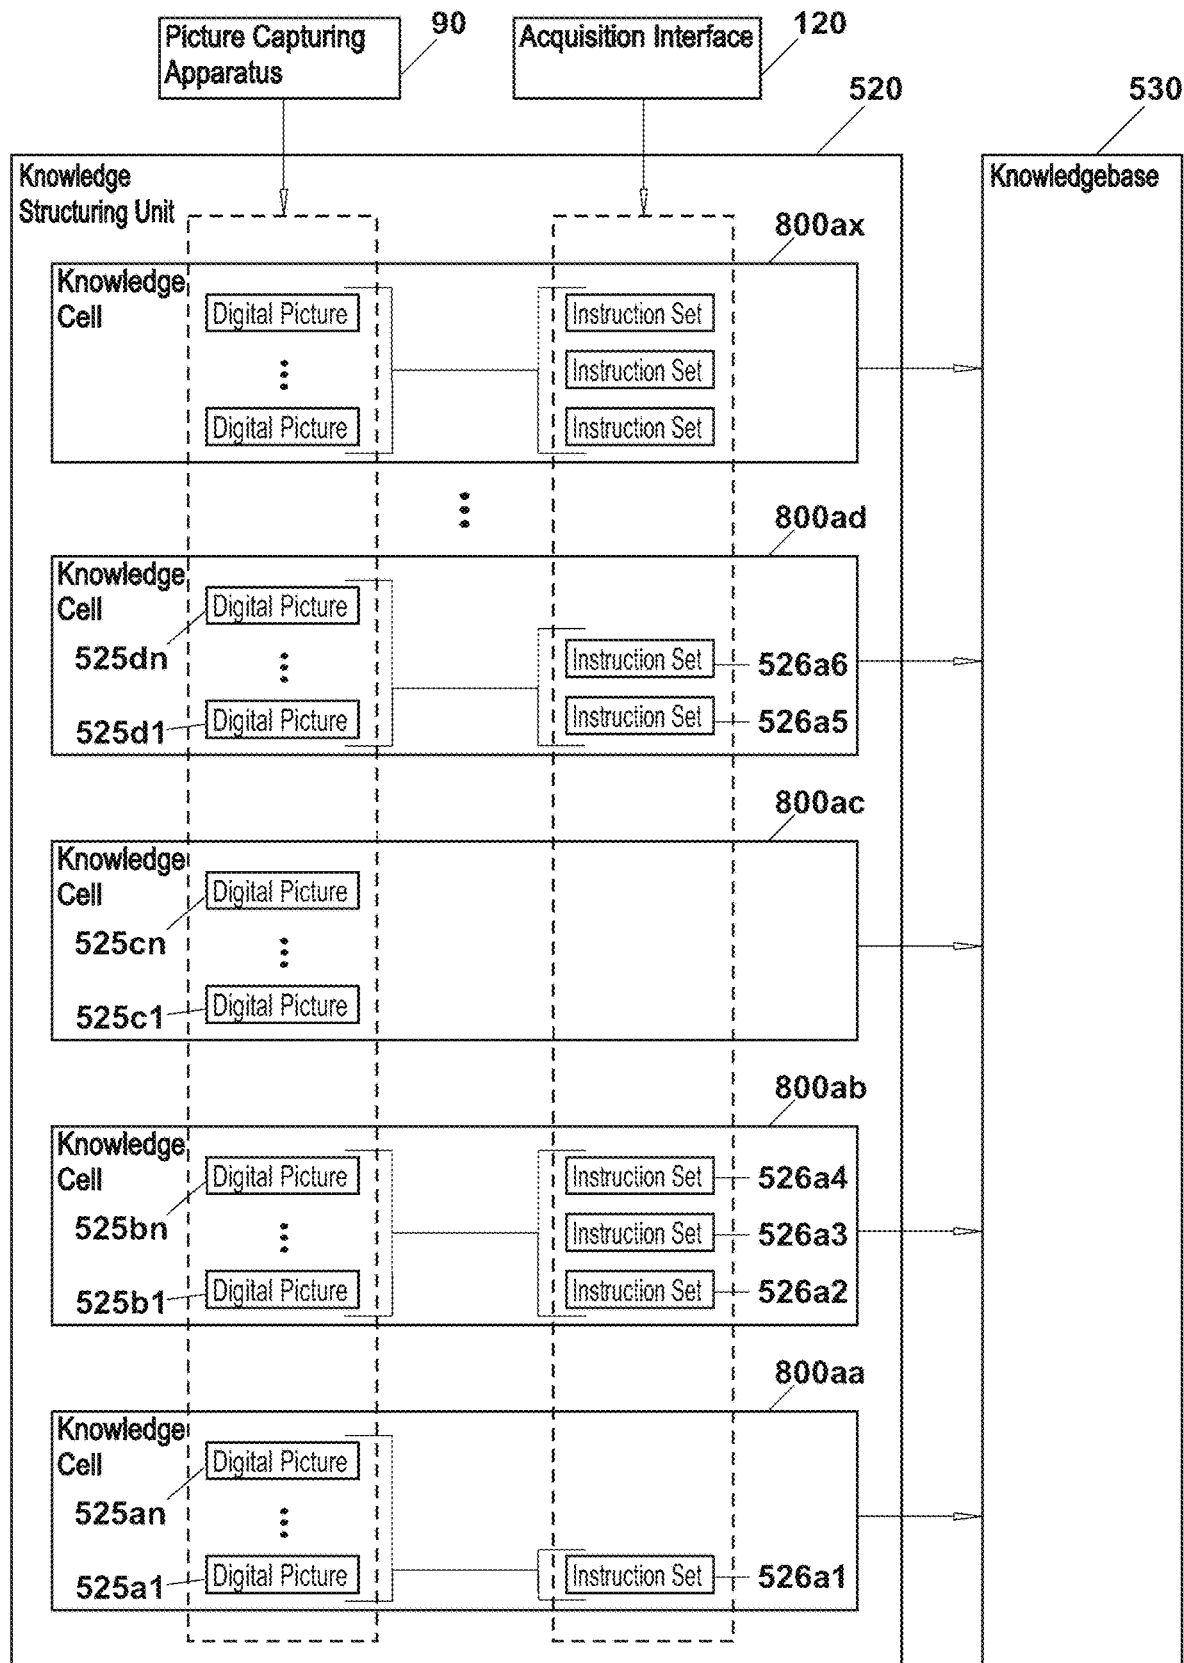 Picture Capturing
Apparatus
90
Acquisition Interface
120
520
530
Knowledge
Structuring Unit
Knowledgebase
800ax
Knowledge
Cell
Digital Picture
Instruction Set
Instruction Set
Digital Picture
Instruction Set
800ad
Knowledge
Cell
Digital Picture
525dn
Instruction Set
526a6
525d1
Digital Picture
Instruction Set
526a5
800ac
Knowledge
Cell
Digital Picture
525cn
525c1
Digital Picture
800ab
Knowledge
Cell
Digital Picture
Instruction Set
526a4
525bn
Instruction Set
526a3
525b1
Digital Picture
Instruction Set
526a2
800aa
Knowledge
Cell
Digital Picture
525an
525a1
Digital Picture
Instruction Set
526a1